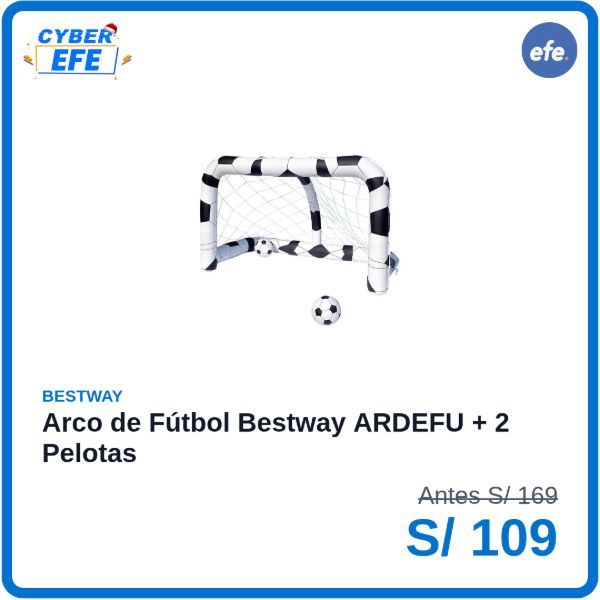 CYBER
EFE
efe.
BESTWAY
Arco de Fútbol Bestway ARDEFU + 2
Pelotas
Antes S/ 169
S/ 109